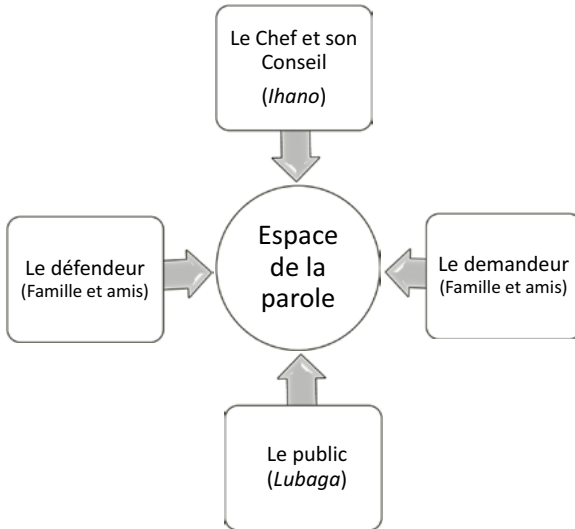 Le Chef et son
Conseil
(Ihano)
Le défendeur
(Famille et amis)
Espace
de la
parole
Le demandeur
(Famille et amis)
Le public
(Lubaga)